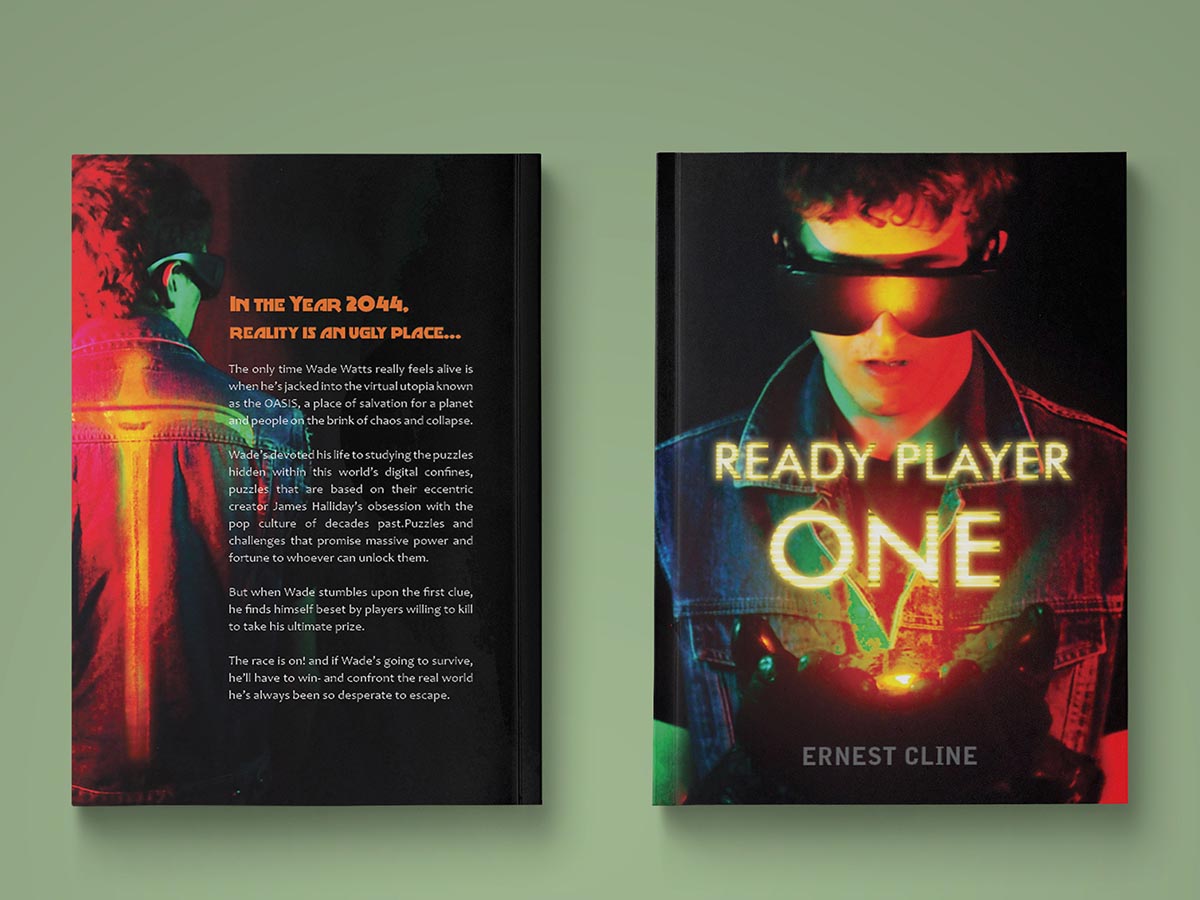 IN THE YEAR 2044,
REALITY IS AN UGLY PLACE...
The only time Wade Watts really feels alive is
when he's jacked into the virtual utopia known
as the OASIS, a place of salvation for a planet
and people on the brink of chaos and collapse.
Wade's devoted his life to studying the puzzles
hidden within this world's digital confines,
puzzles that are based on their eccentric
creator James Halliday's obsession with the
pop culture of decades past.Puzzles and
challenges that promise massive power and
fortune to whoever can unlock them.
But when Wade stumbles upon the first clue,
he finds himself beset by players willing to kill
to take his ultimate prize.
The race is on! and if Wade's going to survive,
he'll have to win- and confront the real world
he's always been so desperate to escape.
READY PLAYER
ONE
ERNEST CLINE